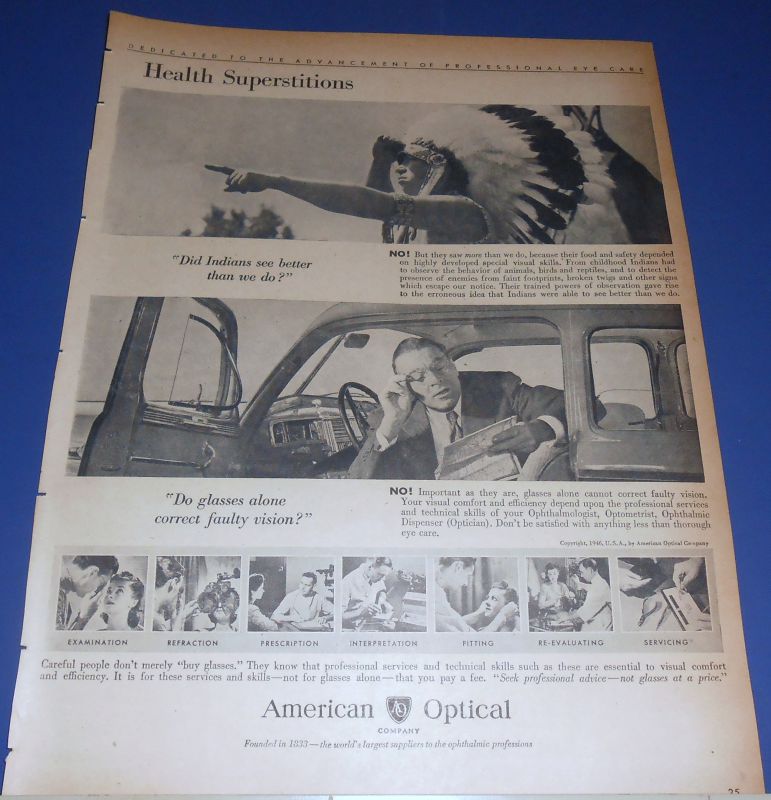 DEDICATED TO THE ADVANCEMENT OF PROFESSIONAL EYE CARE
Health Superstitions
"Did Indians see better
than we do?"
NO! But they saw more than we do, because their food and safety depended
on highly developed special visual skills. From childhood Indians had
to observe the behavior of animals, birds and reptiles, and to detect the
presence of enemies from faint footprints, broken twigs and other signs
which escape our notice. Their trained powers of observation gave rise
to the erroneous idea that Indians were able to see better than we do.
"Do glasses alone
correct faulty vision?"
NO! Important as they are, glasses alone cannot correct faulty vision.
Your visual comfort and efficiency depend upon the professional services
and technical skills of your Ophthalmologist, Optometrist, Ophthalmic
Dispenser (Optician). Don't be satisfied with anything less than thorough
eye care.
Copyright, 1946, U.S.A., by American Optical Company
EXAMINATION REFRACTION PRESCRIPTION INTERPRETATION FITTING RE-EVALUATING SERVICING
Careful people don't merely "buy glasses." They know that professional services and technical skills such as these are essential to visual comfort
and efficiency. It is for these services and skills—not for glasses alone—that you pay a fee. "Seek professional advice—not glasses at a price."
American AO Optical
COMPANY
Founded in 1833—the world's largest suppliers to the ophthalmic professions
25